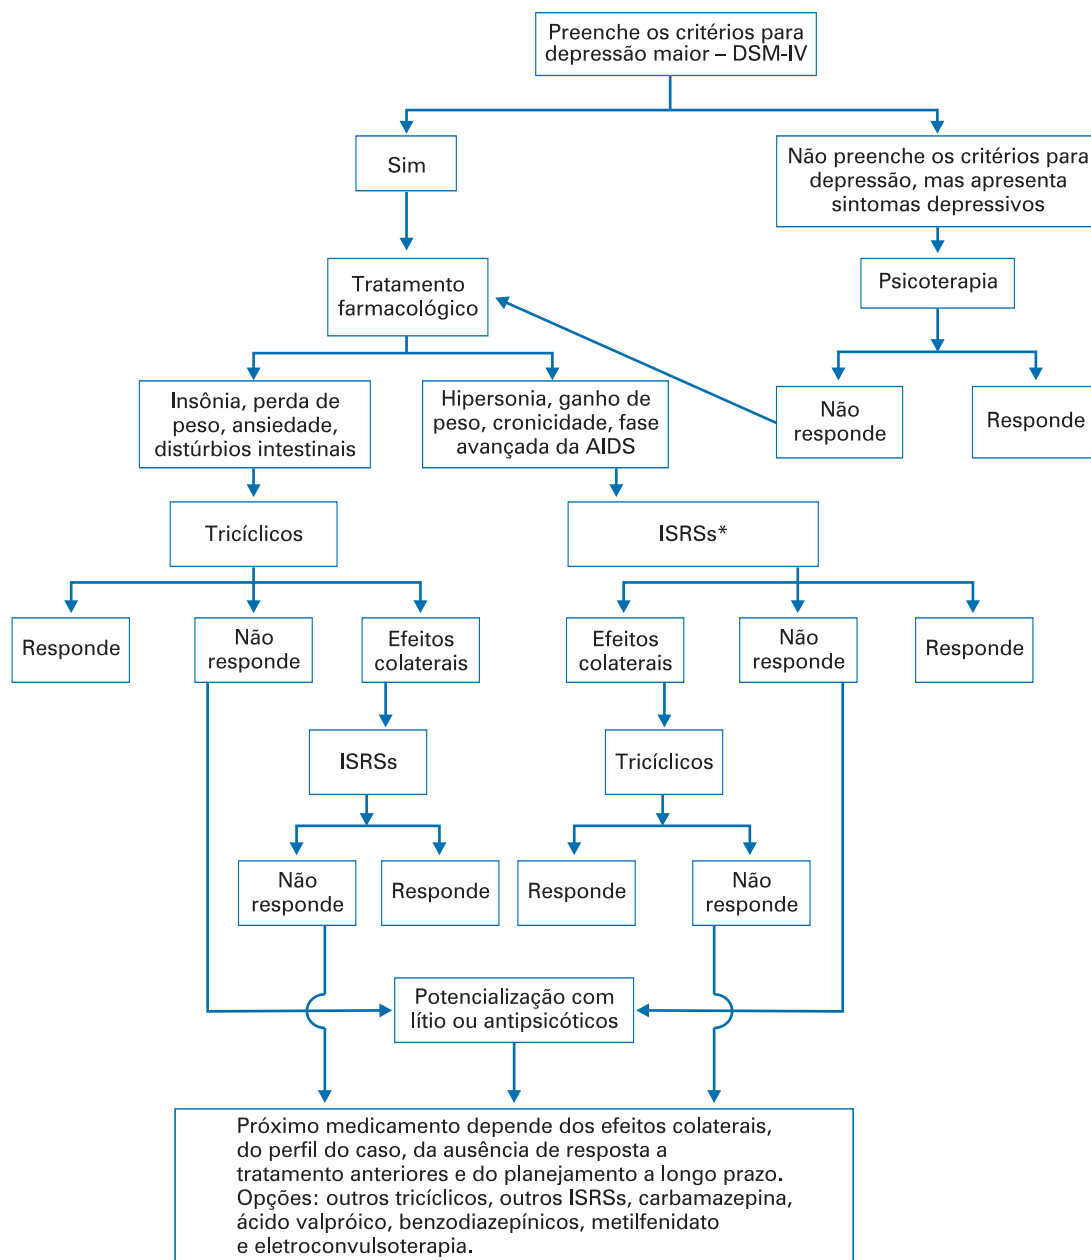 Preenche os critérios para
depressão maior – DSM-IV
Sim
Não preenche os critérios para
depressão, mas apresenta
sintomas depressivos
Tratamento
farmacológico
Psicoterapia
Insônia, perda de
peso, ansiedade,
distúrbios intestinais
Hipersonia, ganho de
peso, cronicidade, fase
avançada da AIDS
Não
responde
Responde
Tricíclicos
ISRSs*
Responde
Não
responde
Efeitos
colaterais
Efeitos
colaterais
Não
responde
Responde
ISRSs
Tricíclicos
Não
responde
Responde
Responde
Não
responde
Potencialização com
lítio ou antipsicóticos
Próximo medicamento depende dos efeitos colaterais,
do perfil do caso, da ausência de resposta a
tratamento anteriores e do planejamento a longo prazo.
Opções: outros tricíclicos, outros ISRSs, carbamazepina,
ácido valpróico, benzodiazepínicos, metilfenidato
e eletroconvulsoterapia.